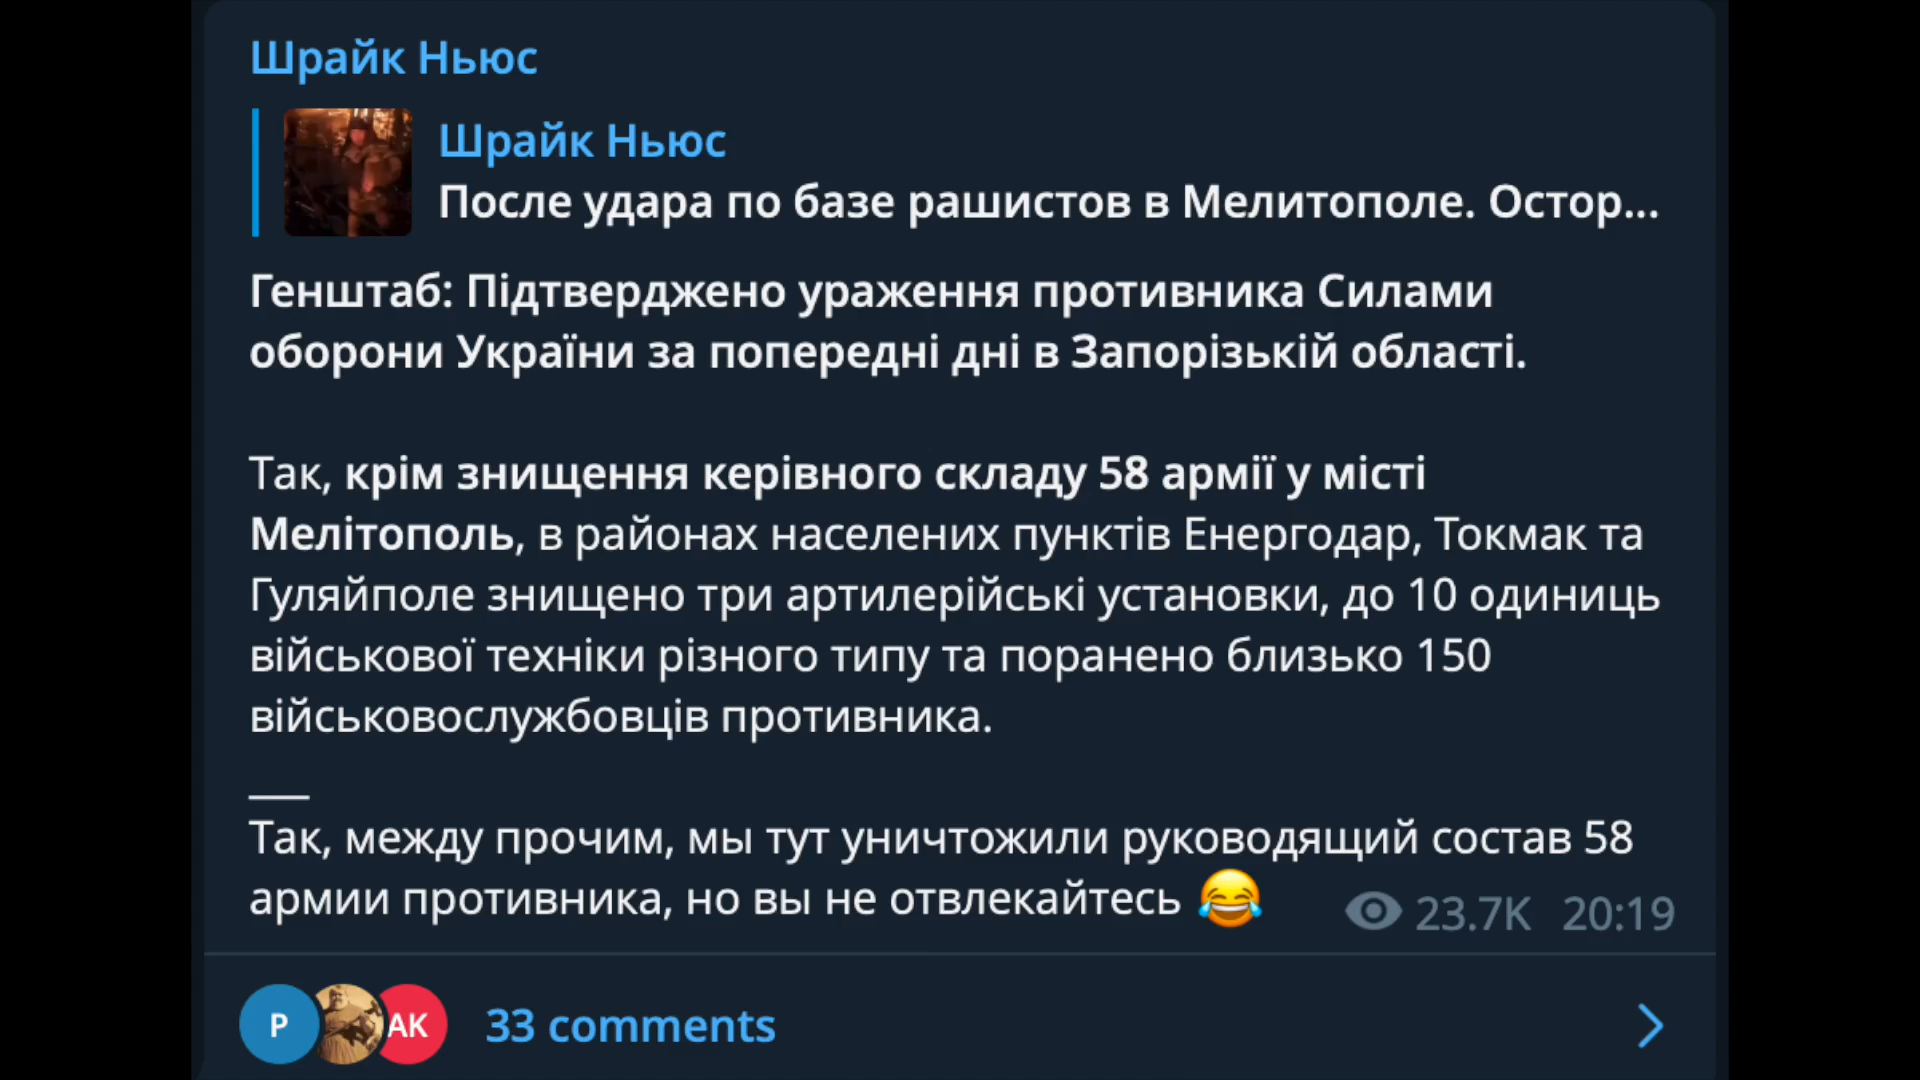 Шрайк Ньюс
Шрайк Ньюс
После удара по базе рашистов в Мелитополе. Остор...
Генштаб: Підтверджено ураження противника Силами
оборони України за попередні дні в Запорізькій області.
Так, крім знищення керівного складу 58 армії у місті
Мелітополь, в районах населених пунктів Енергодар, Токмак та
Гуляйполе знищено три артилерійські установки, до 10 одиниць
військової техніки різного типу та поранено близько 150
військовослужбовців противника.
___
Так, между прочим, мы тут уничтожили руководящий состав 58
армии противника, но вы не отвлекайтесь 😂 23.7K 20:19
P AK 33 comments